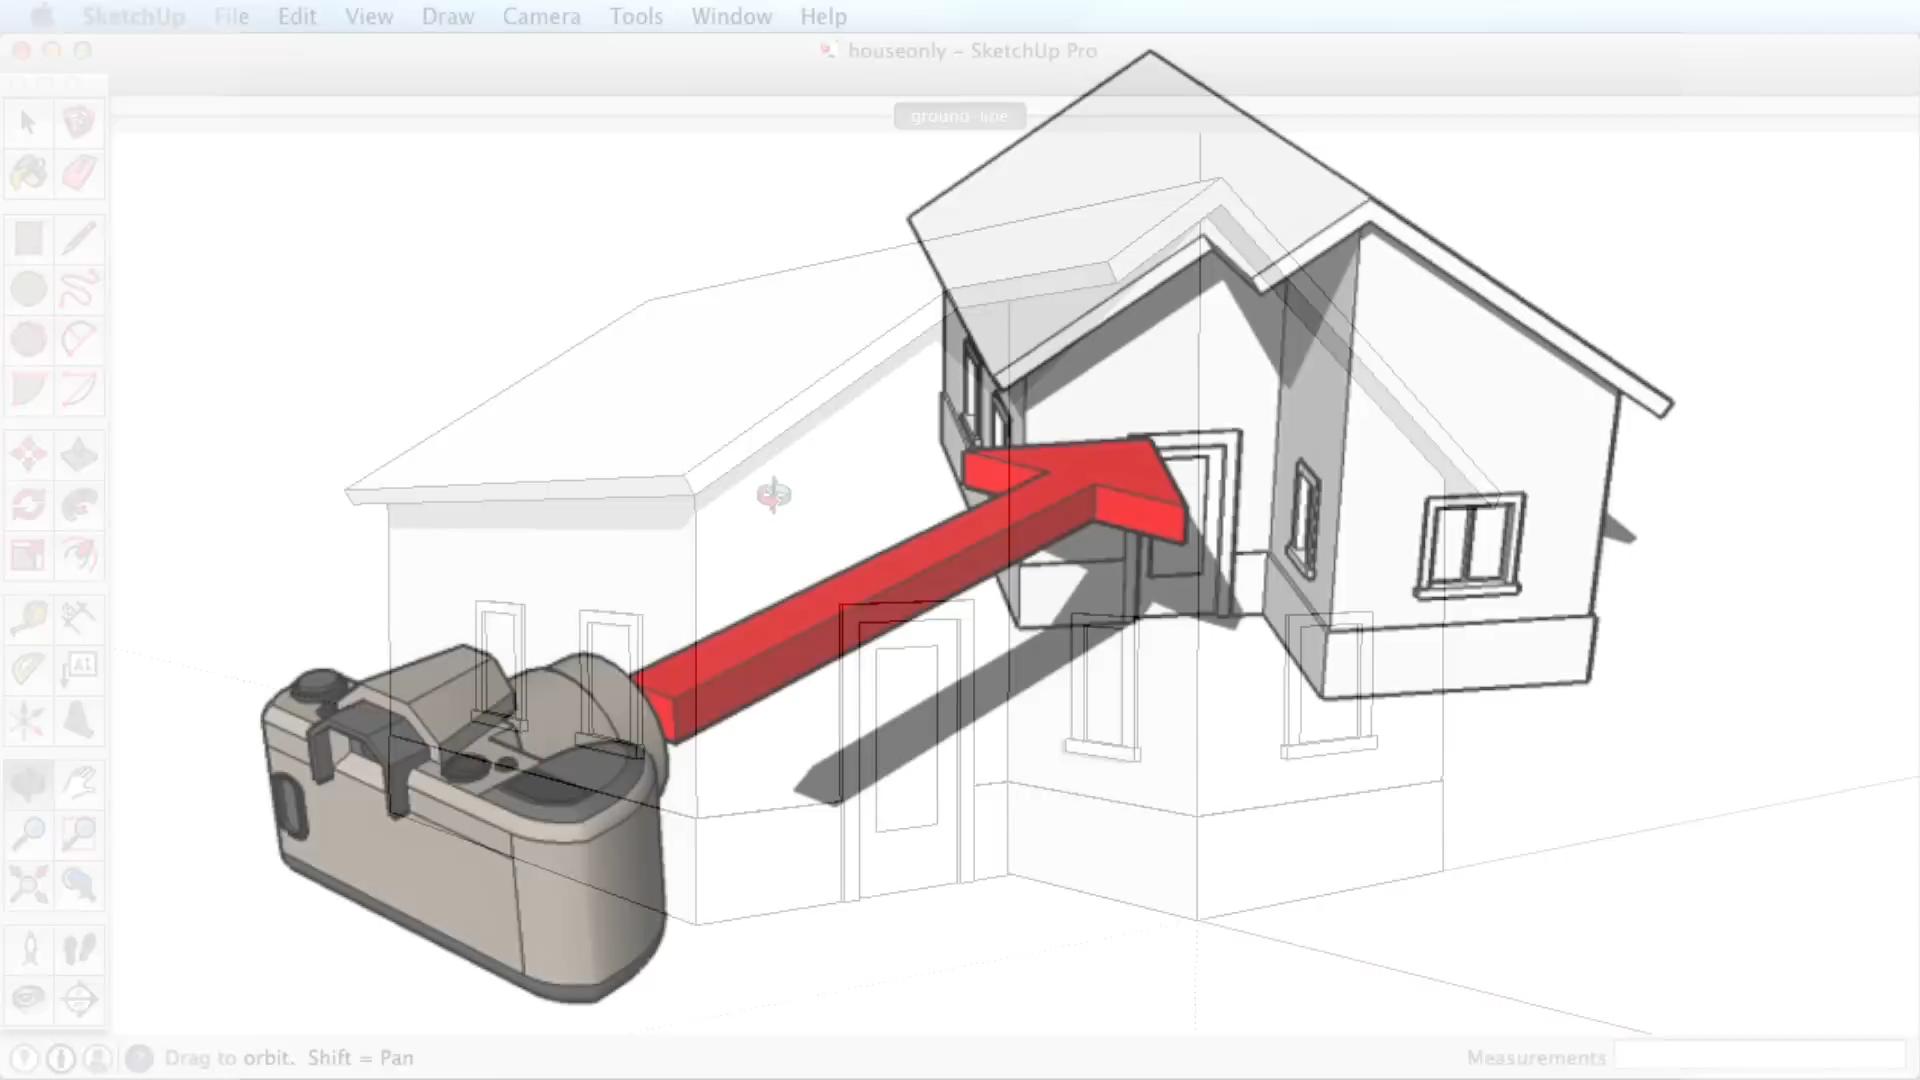 SketchUp File Edit View Draw Camera Tools Window Help
houseonly – SketchUp Pro
ground line
A1
Drag to orbit. Shift = Pan
Measurements